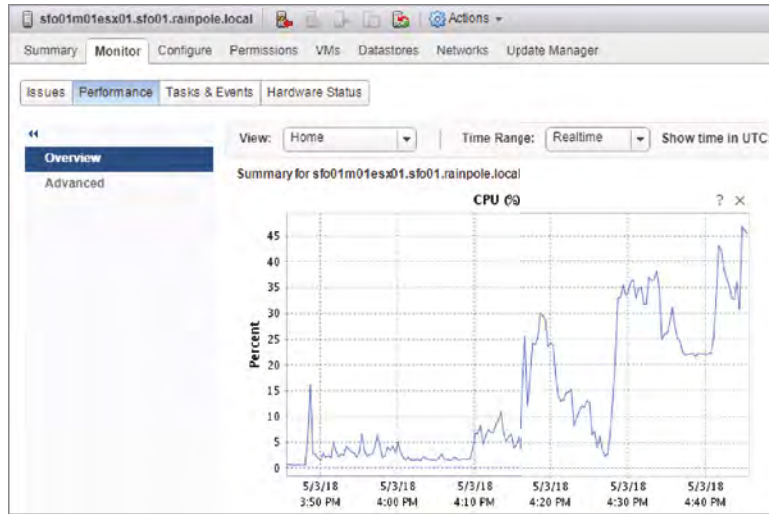 sfo01m01esx01.sfo01.rainpole.local Actions
Summary Monitor Configure Permissions VMs Datastores Networks Update Manager
Issues Performance Tasks & Events Hardware Status
View: Home Time Range: Realtime Show time in UTC
Overview
Advanced
Summary for sfo01m01esx01.sfo01.rainpole.local
CPU (%) ? ×
45
40
35
30
25
20
15
10
5
0
Percent
5/3/18 5/3/18 5/3/18 5/3/18 5/3/18 5/3/18
3:50 PM 4:00 PM 4:10 PM 4:20 PM 4:30 PM 4:40 PM